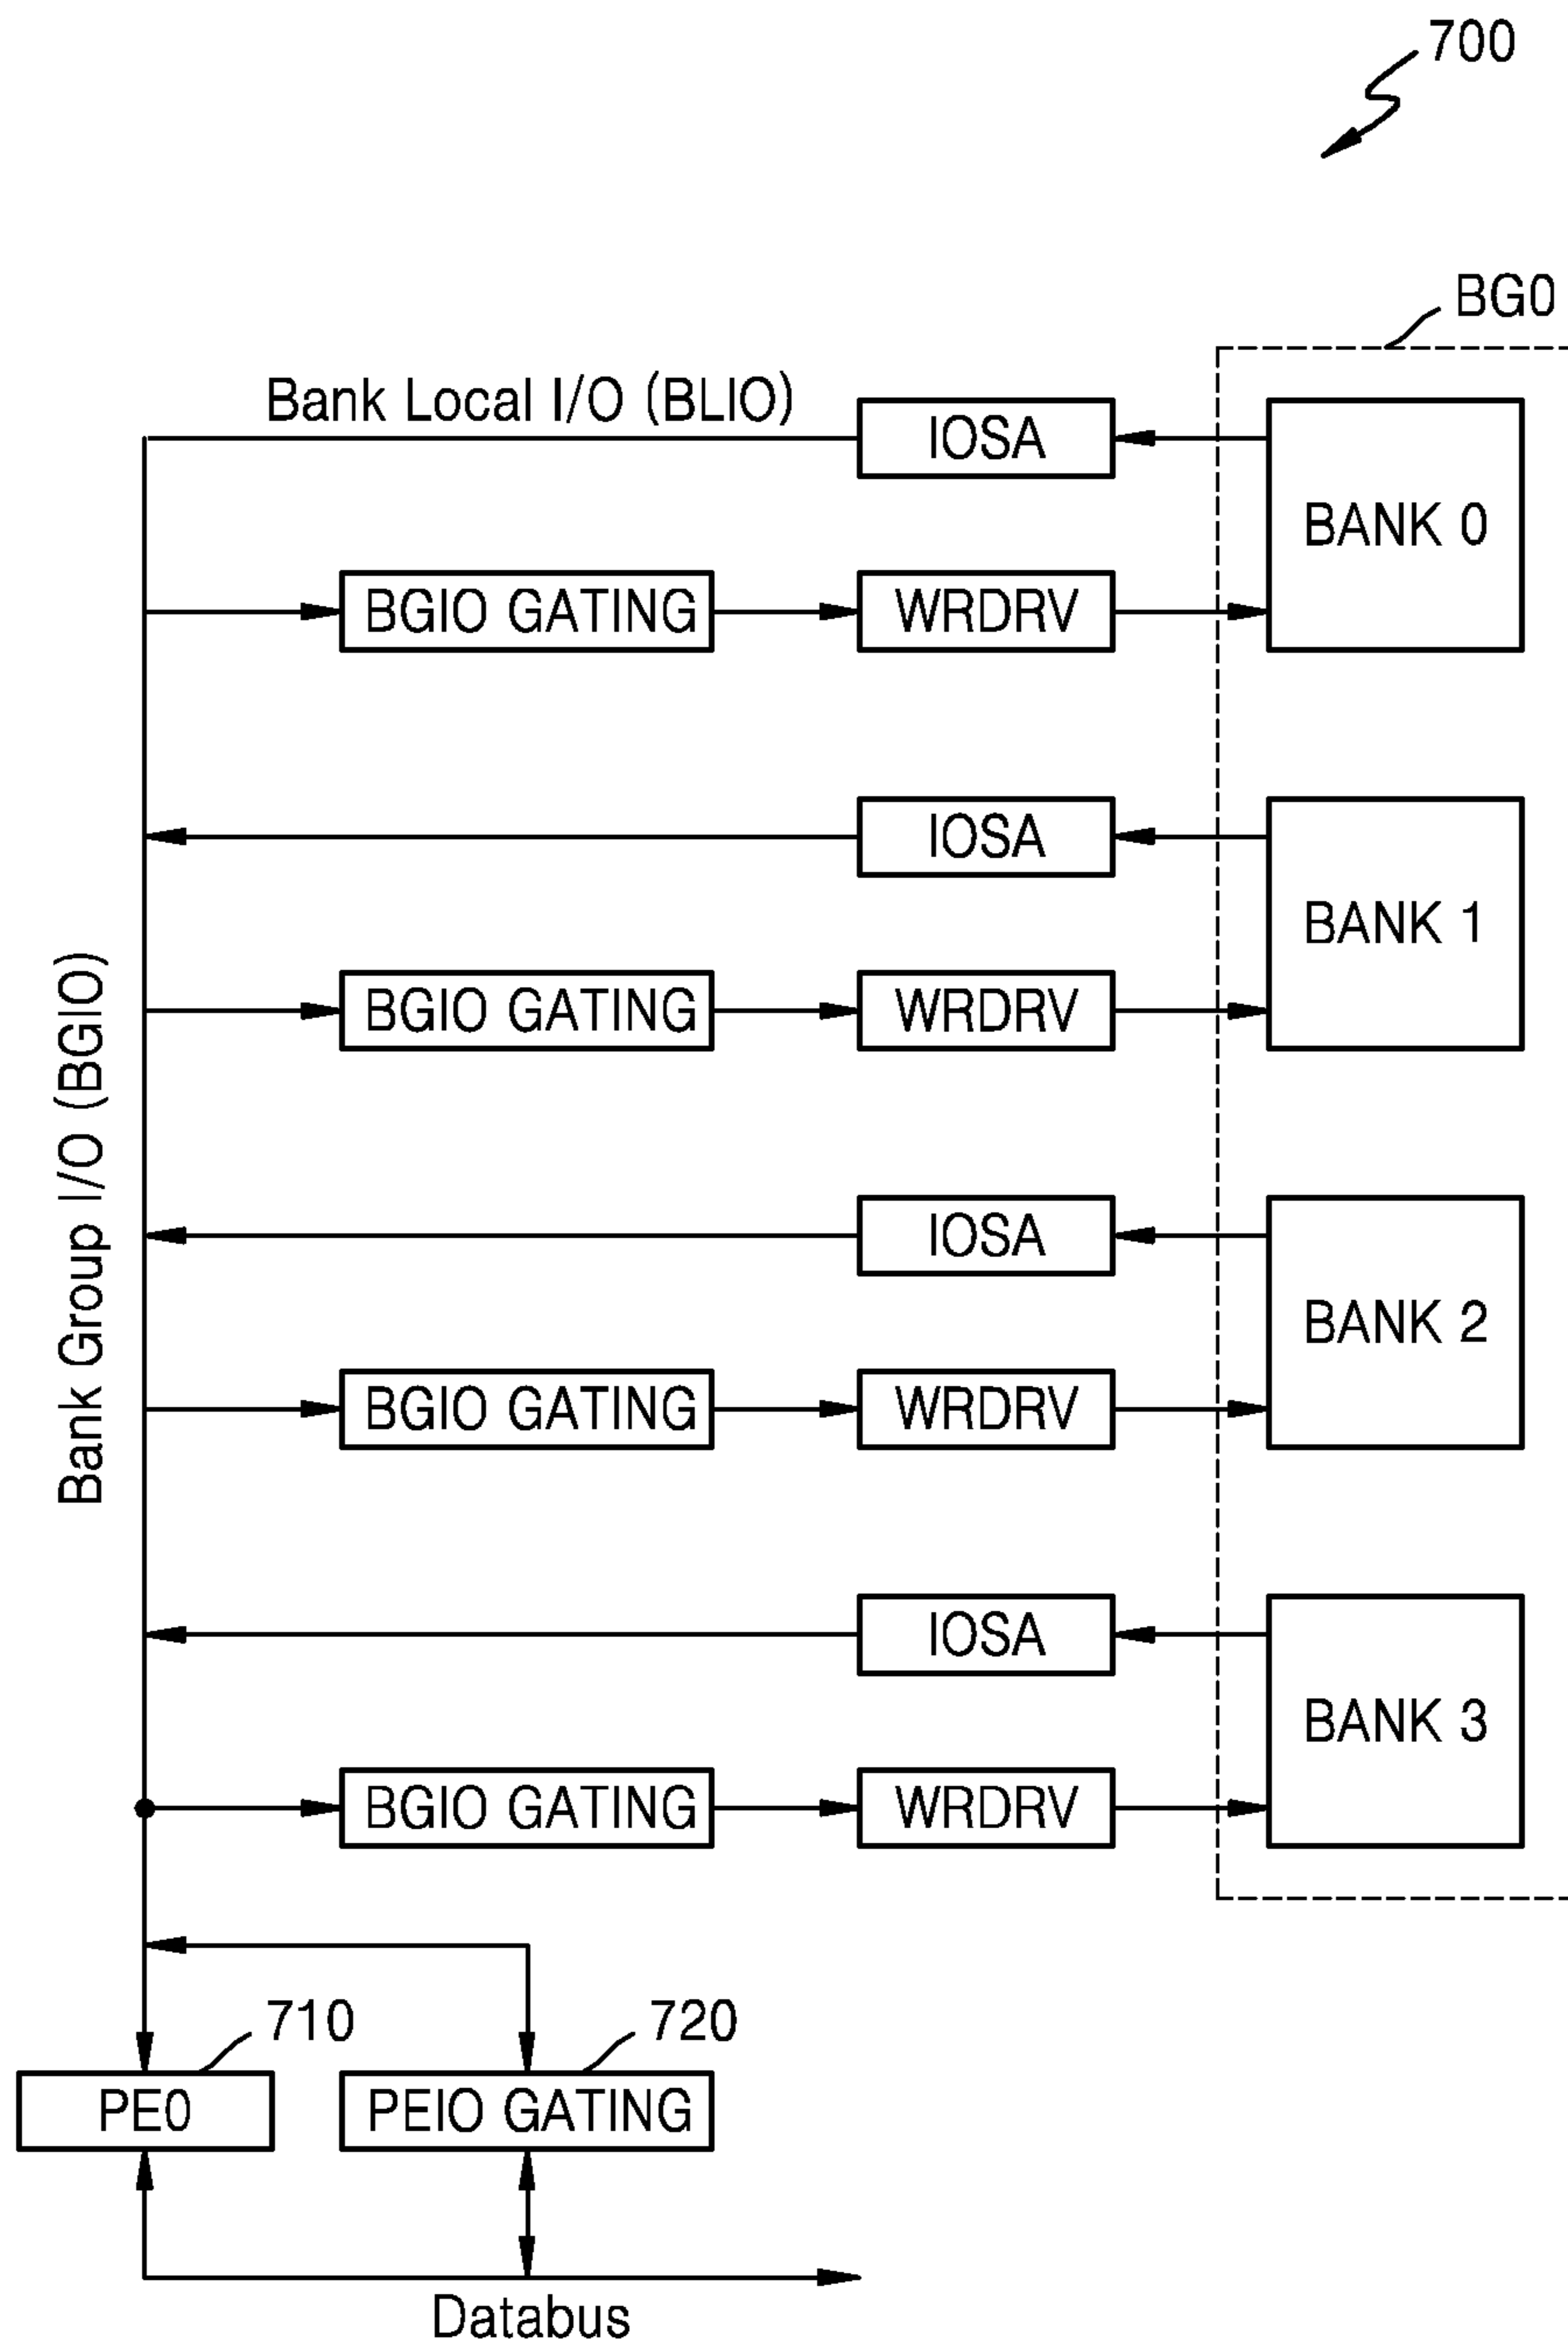 700
BG0
Bank Local I/O (BLIO)
IOSA
BANK 0
BGIO GATING
WRDRV
IOSA
BANK 1
BGIO GATING
WRDRV
Bank Group I/O (BGIO)
IOSA
BANK 2
BGIO GATING
WRDRV
IOSA
BANK 3
BGIO GATING
WRDRV
710
720
PE0
PEIO GATING
Databus